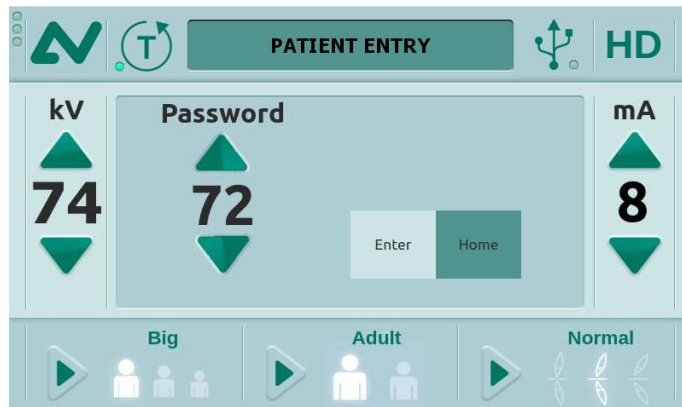 T
PATIENT ENTRY
HD
kV
74
Password
72
Enter
Home
mA
8
Big
Adult
Normal